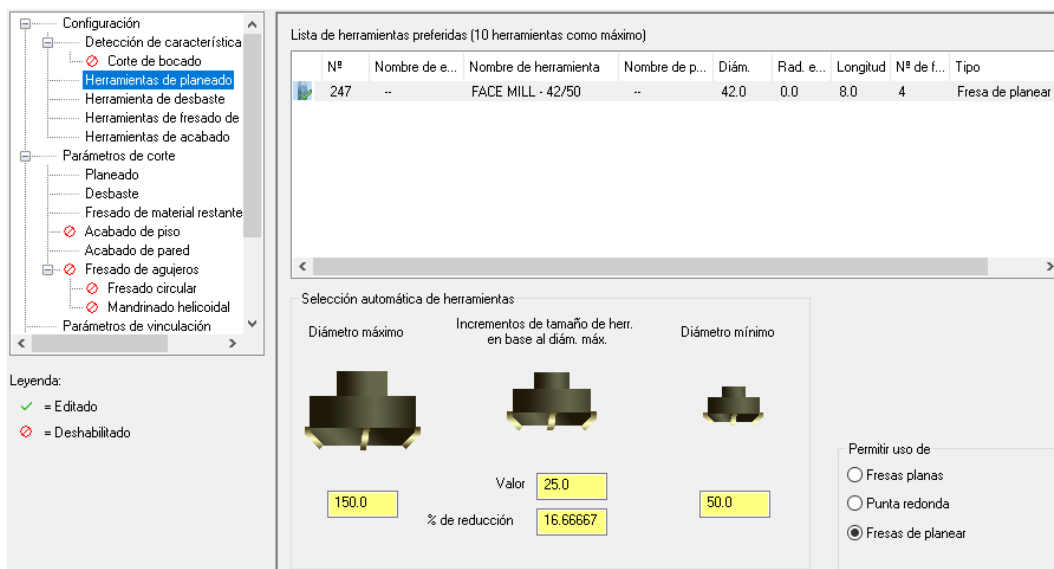 Configuración
Detección de característica
Corte de bocado
Herramientas de planeado
Herramienta de desbaste
Herramientas de fresado de
Herramientas de acabado
Parámetros de corte
Planeado
Desbaste
Fresado de material restante
Acabado de piso
Acabado de pared
Fresado de agujeros
Fresado circular
Mandrinado helicoidal
Parámetros de vinculación
Leyenda:
= Editado
= Deshabilitado
Lista de herramientas preferidas (10 herramientas como máximo)
Nº Nombre de e... Nombre de herramienta Nombre de p... Diám. Rad. e... Longitud Nº de f... Tipo
247 -- FACE MILL - 42/50 -- 42.0 0.0 8.0 4 Fresa de planear
Selección automática de herramientas
Diámetro máximo
Incrementos de tamaño de herr.
en base al diám. máx.
Diámetro mínimo
150.0
Valor 25.0
% de reducción 16.66667
50.0
Permitir uso de
Fresas planas
Punta redonda
Fresas de planear